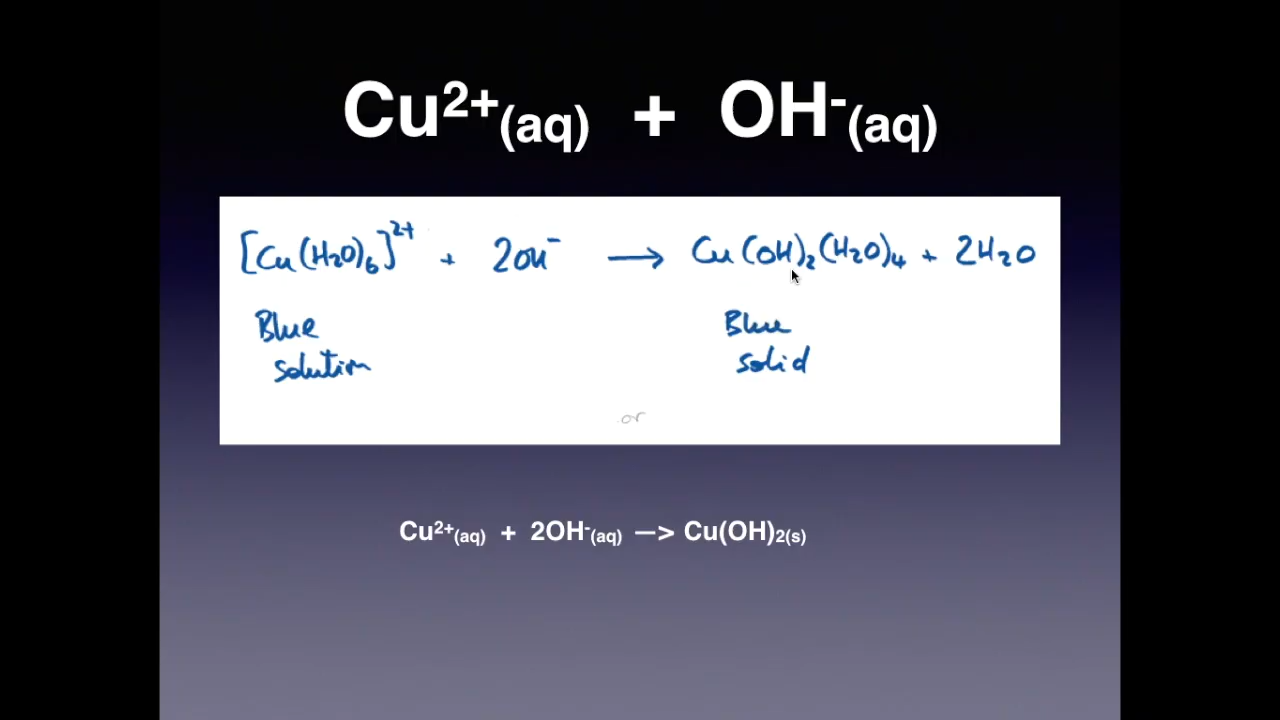 Cu²⁺(aq) + OH⁻(aq)
[Cu(H₂O)₆]²⁺ + 2OH⁻ → Cu(OH)₂(H₂O)₄ + 2H₂O
Blue Blue
solution solid
or
Cu²⁺(aq) + 2OH⁻(aq) —> Cu(OH)₂(s)